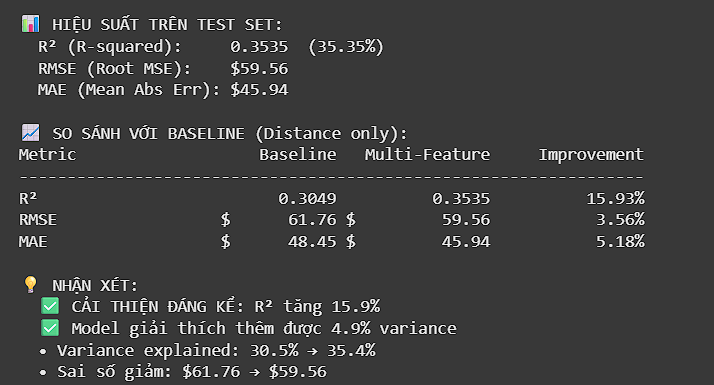 📊 HIỆU SUẤT TRÊN TEST SET:
R² (R-squared): 0.3535 (35.35%)
RMSE (Root MSE): $59.56
MAE (Mean Abs Err): $45.94
📈 SO SÁNH VỚI BASELINE (Distance only):
Metric Baseline Multi-Feature Improvement
-----------------------------------------------------------------
R² 0.3049 0.3535 15.93%
RMSE $ 61.76 $ 59.56 3.56%
MAE $ 48.45 $ 45.94 5.18%
💡 NHẬN XÉT:
✅ CẢI THIỆN ĐÁNG KỂ: R² tăng 15.9%
✅ Model giải thích thêm được 4.9% variance
• Variance explained: 30.5% → 35.4%
• Sai số giảm: $61.76 → $59.56